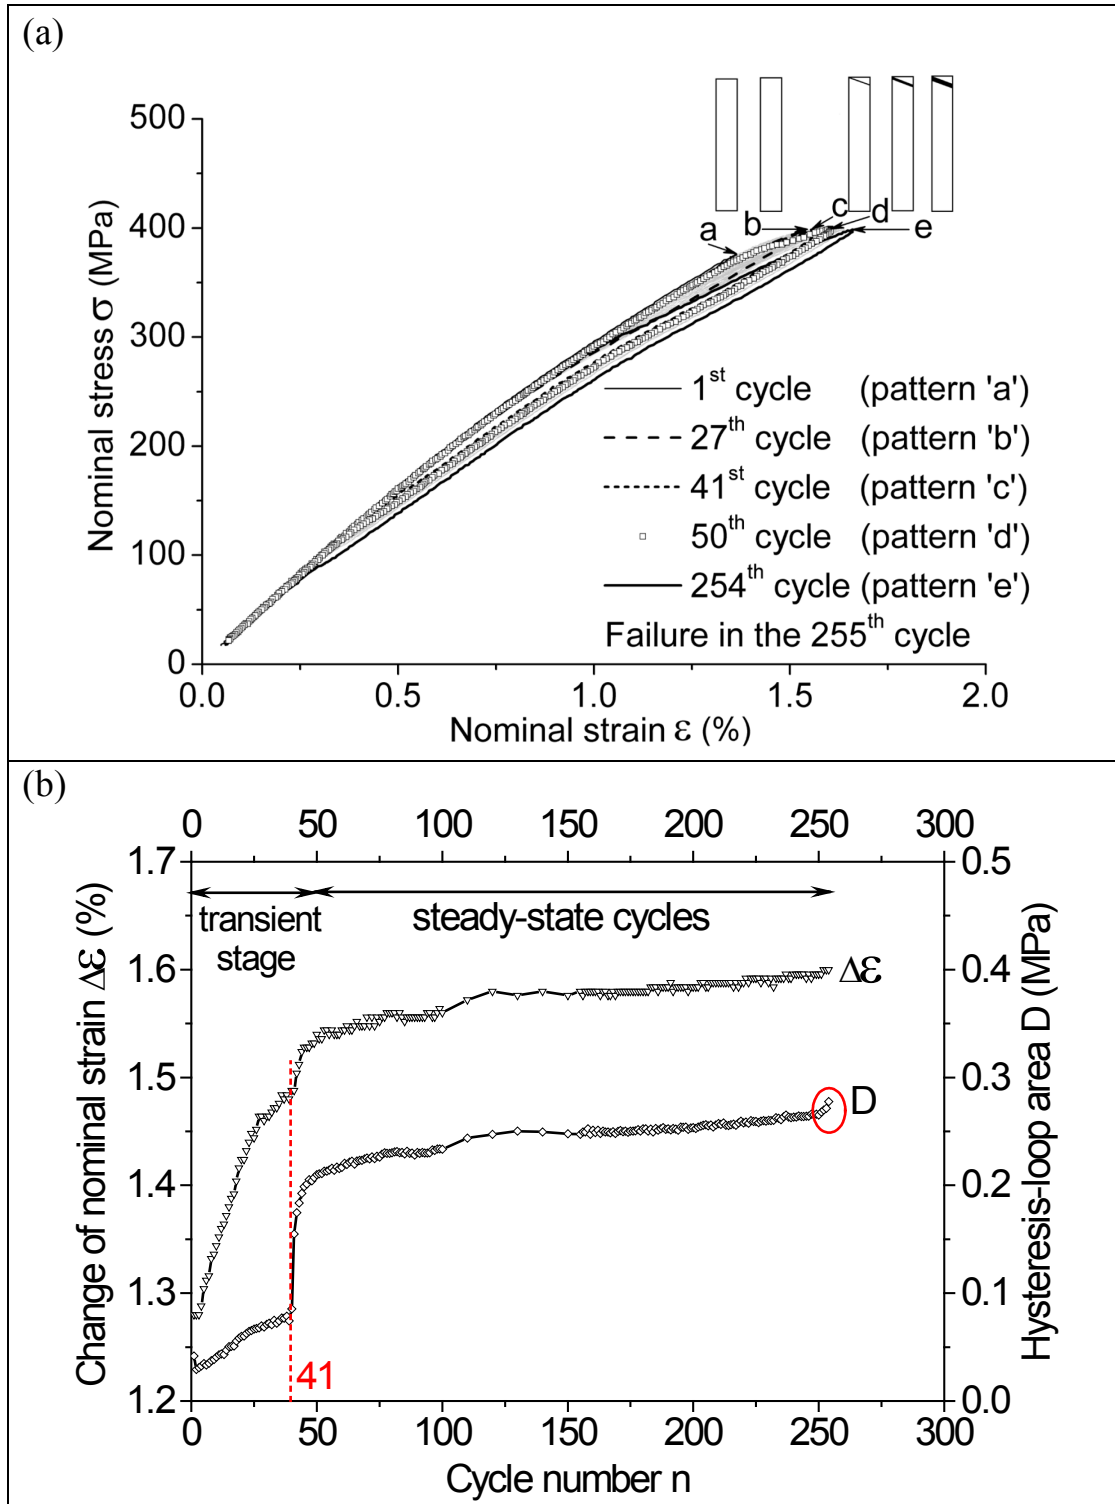 (a)
500
400
300
200
100
0
Nominal stress σ (MPa)
a
b
c
d
e
1st cycle (pattern 'a')
27th cycle (pattern 'b')
41st cycle (pattern 'c')
50th cycle (pattern 'd')
254th cycle (pattern 'e')
Failure in the 255th cycle
0.0 0.5 1.0 1.5 2.0
Nominal strain ε (%)
(b)
0 50 100 150 200 250 300
1.7
1.6
1.5
1.4
1.3
1.2
Change of nominal strain Δε (%)
transient
stage
steady-state cycles
Δε
D
41
0.5
0.4
0.3
0.2
0.1
0.0
Hysteresis-loop area D (MPa)
0 50 100 150 200 250 300
Cycle number n